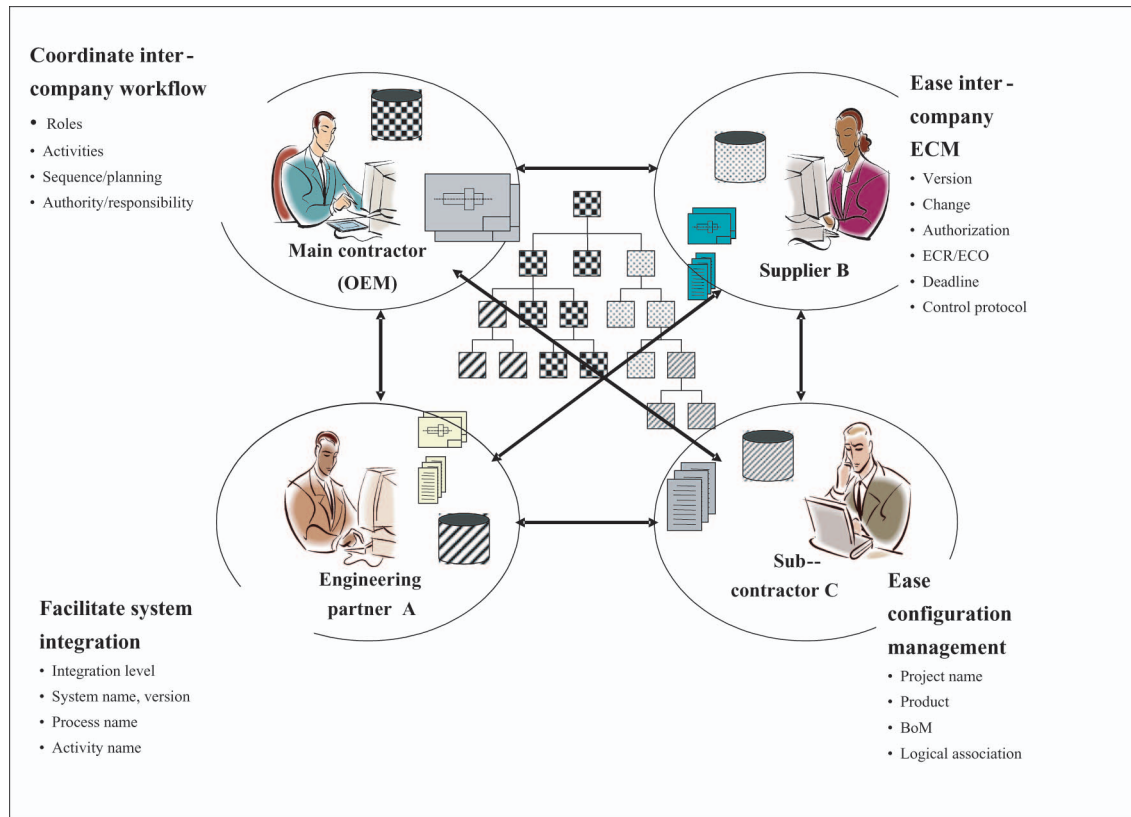 Coordinate inter -
company workflow
• Roles
• Activities
• Sequence/planning
• Authority/responsibility
Main contractor
(OEM)
Ease inter -
company
ECM
• Version
• Change
• Authorization
• ECR/ECO
• Deadline
• Control protocol
Supplier B
Facilitate system
integration
• Integration level
• System name, version
• Process name
• Activity name
Engineering
partner A
Sub--
contractor C
Ease
configuration
management
• Project name
• Product
• BoM
• Logical association